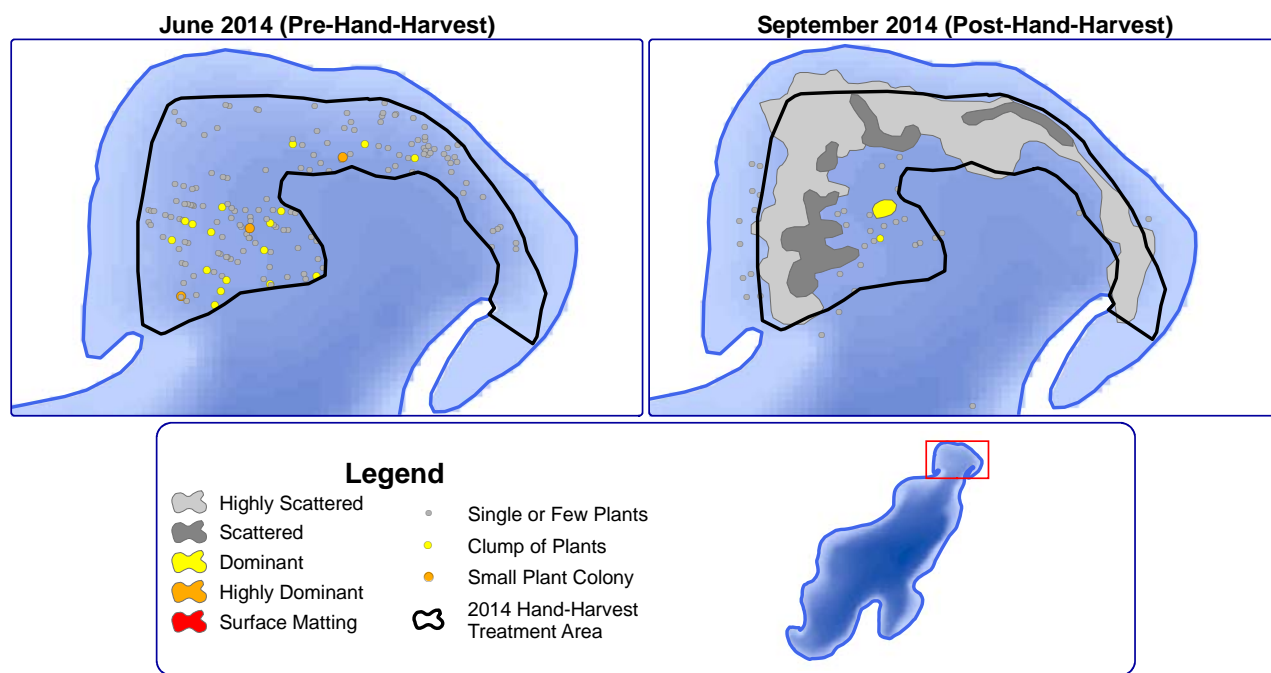 June 2014 (Pre-Hand-Harvest)
September 2014 (Post-Hand-Harvest)
Legend
Highly Scattered
Scattered
Dominant
Highly Dominant
Surface Matting
Single or Few Plants
Clump of Plants
Small Plant Colony
2014 Hand-Harvest
Treatment Area